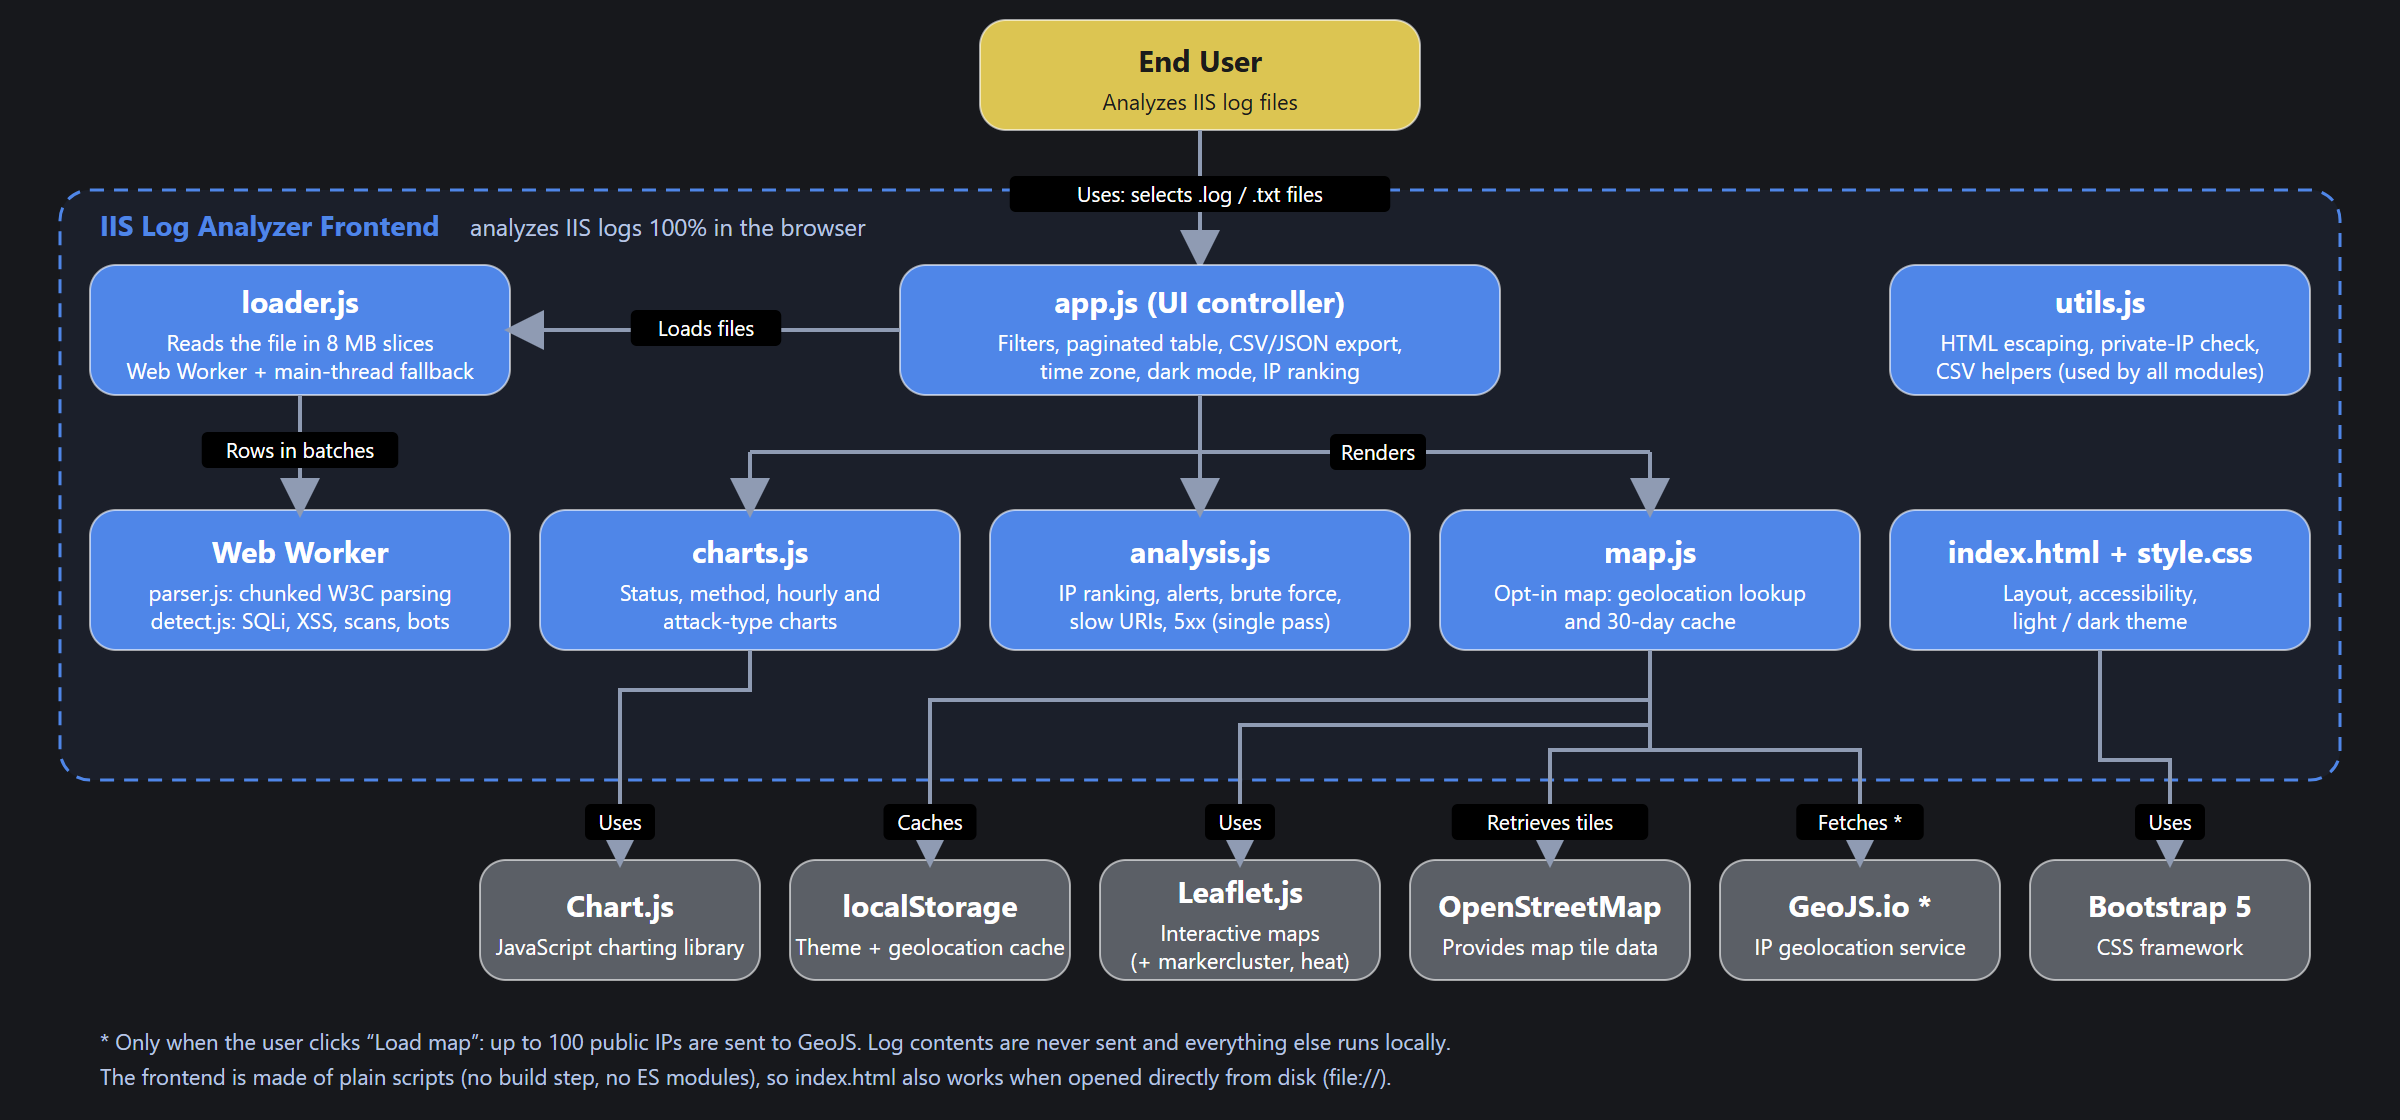 End User
Analyzes IIS log files
Uses: selects .log / .txt files
IIS Log Analyzer Frontend
analyzes IIS logs 100% in the browser
loader.js
Reads the file in 8 MB slices
Web Worker + main-thread fallback
Loads files
app.js (UI controller)
Filters, paginated table, CSV/JSON export,
time zone, dark mode, IP ranking
utils.js
HTML escaping, private-IP check,
CSV helpers (used by all modules)
Rows in batches
Renders
Web Worker
parser.js: chunked W3C parsing
detect.js: SQLi, XSS, scans, bots
charts.js
Status, method, hourly and
attack-type charts
analysis.js
IP ranking, alerts, brute force,
slow URIs, 5xx (single pass)
map.js
Opt-in map: geolocation lookup
and 30-day cache
index.html + style.css
Layout, accessibility,
light / dark theme
Uses
Caches
Uses
Retrieves tiles
Fetches *
Uses
Chart.js
JavaScript charting library
localStorage
Theme + geolocation cache
Leaflet.js
Interactive maps
(+ markercluster, heat)
OpenStreetMap
Provides map tile data
GeoJS.io *
IP geolocation service
Bootstrap 5
CSS framework
* Only when the user clicks “Load map”: up to 100 public IPs are sent to GeoJS. Log contents are never sent and everything else runs locally.
The frontend is made of plain scripts (no build step, no ES modules), so index.html also works when opened directly from disk (file://).